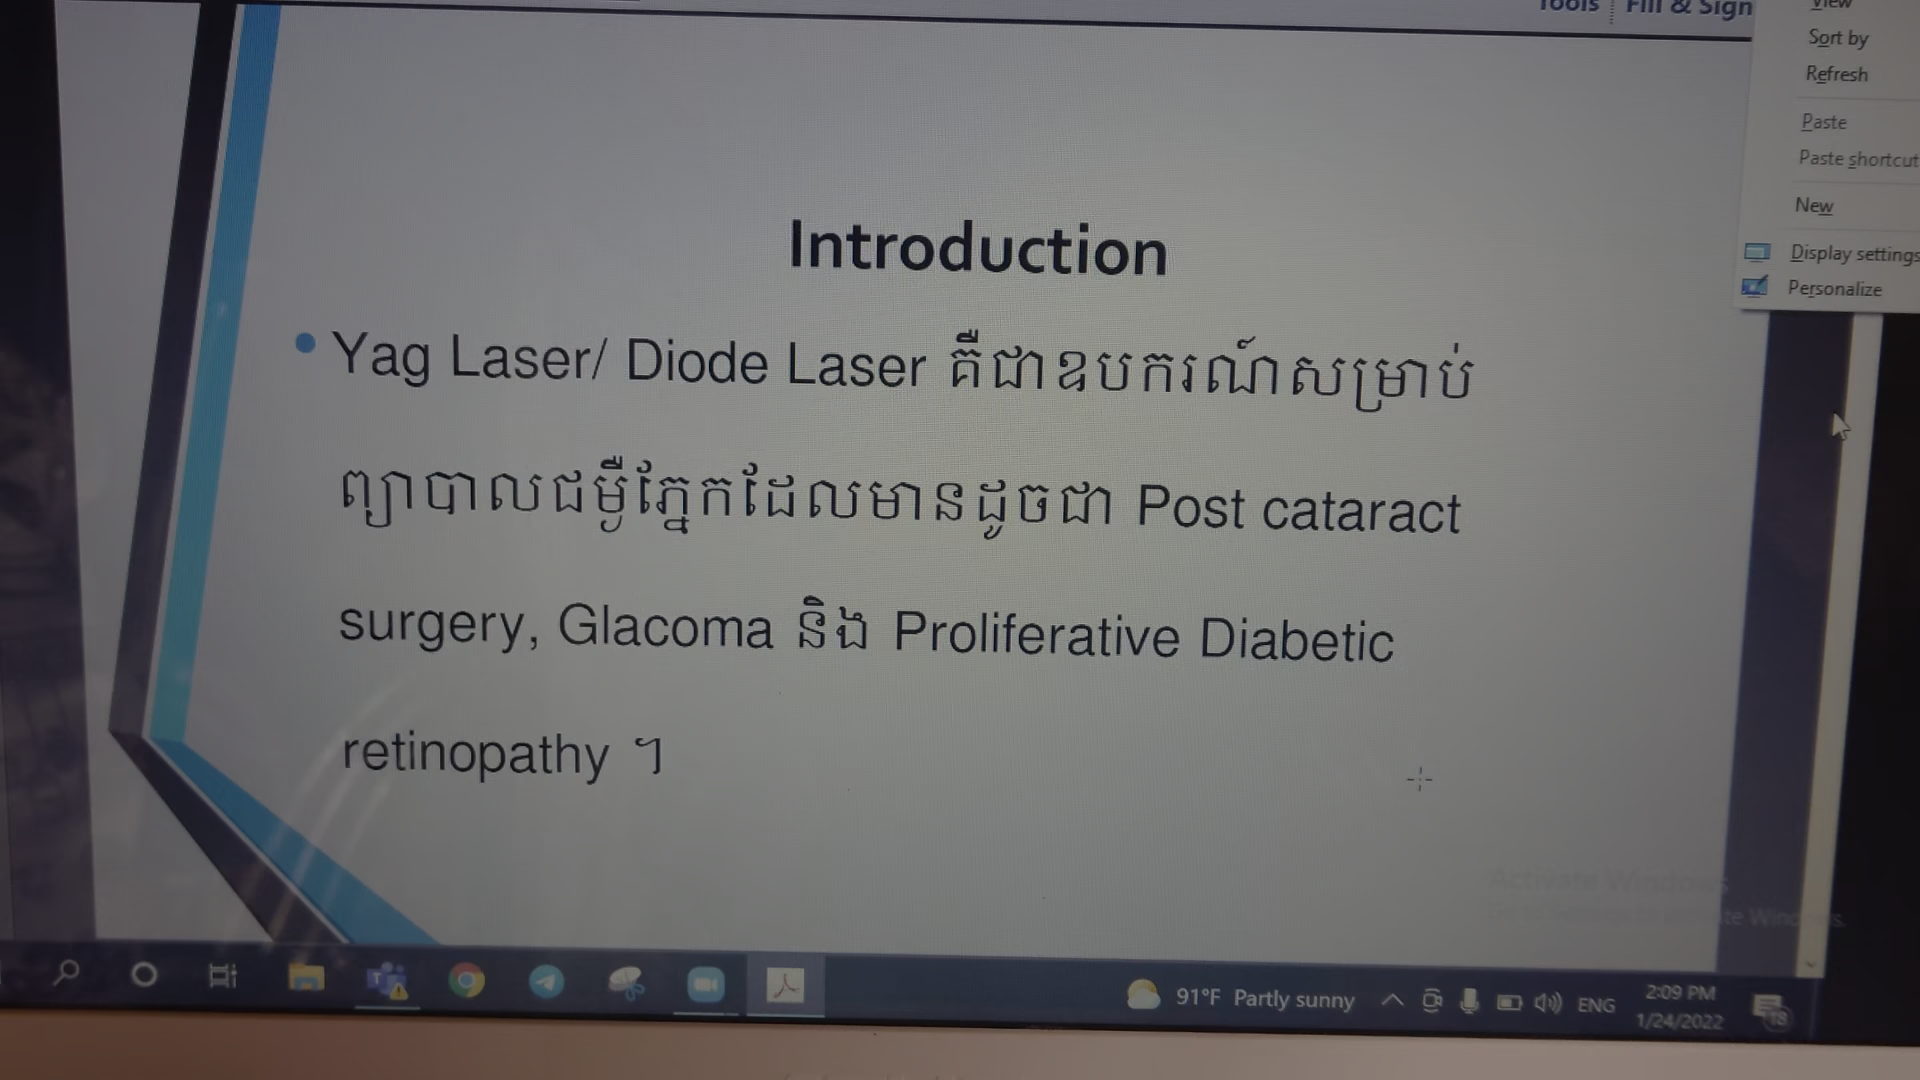 Tools
Fill & Sign
View
Sort by
Refresh
Paste
Paste shortcut
New
Display settings
Personalize
Introduction
• Yag Laser/ Diode Laser គឺជាឧបករណ៍សម្រាប់
ព្យាបាលជម្ងឺភ្នែកដែលមានដូចជា Post cataract
surgery, Glacoma និង Proliferative Diabetic
retinopathy ។
Activate Windows
91°F Partly sunny
ENG
2:09 PM
1/24/2022
18